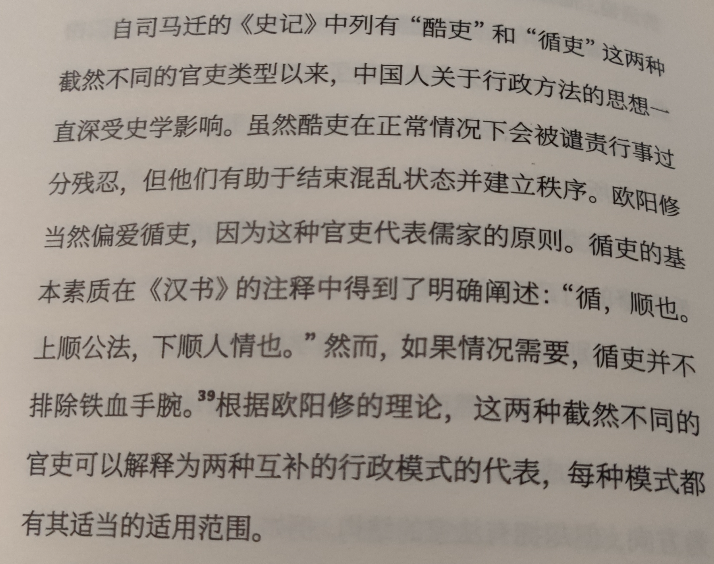 自司马迁的《史记》中列有“酷吏”和“循吏”这两种
截然不同的官吏类型以来，中国人关于行政方法的思想一
直深受史学影响。虽然酷吏在正常情况下会被谴责行事过
分残忍，但他们有助于结束混乱状态并建立秩序。欧阳修
当然偏爱循吏，因为这种官吏代表儒家的原则。循吏的基
本素质在《汉书》的注释中得到了明确阐述：“循，顺也。
上顺公法，下顺人情也。”然而，如果情况需要，循吏并不
排除铁血手腕。39根据欧阳修的理论，这两种截然不同的
官吏可以解释为两种互补的行政模式的代表，每种模式都
有其适当的适用范围。